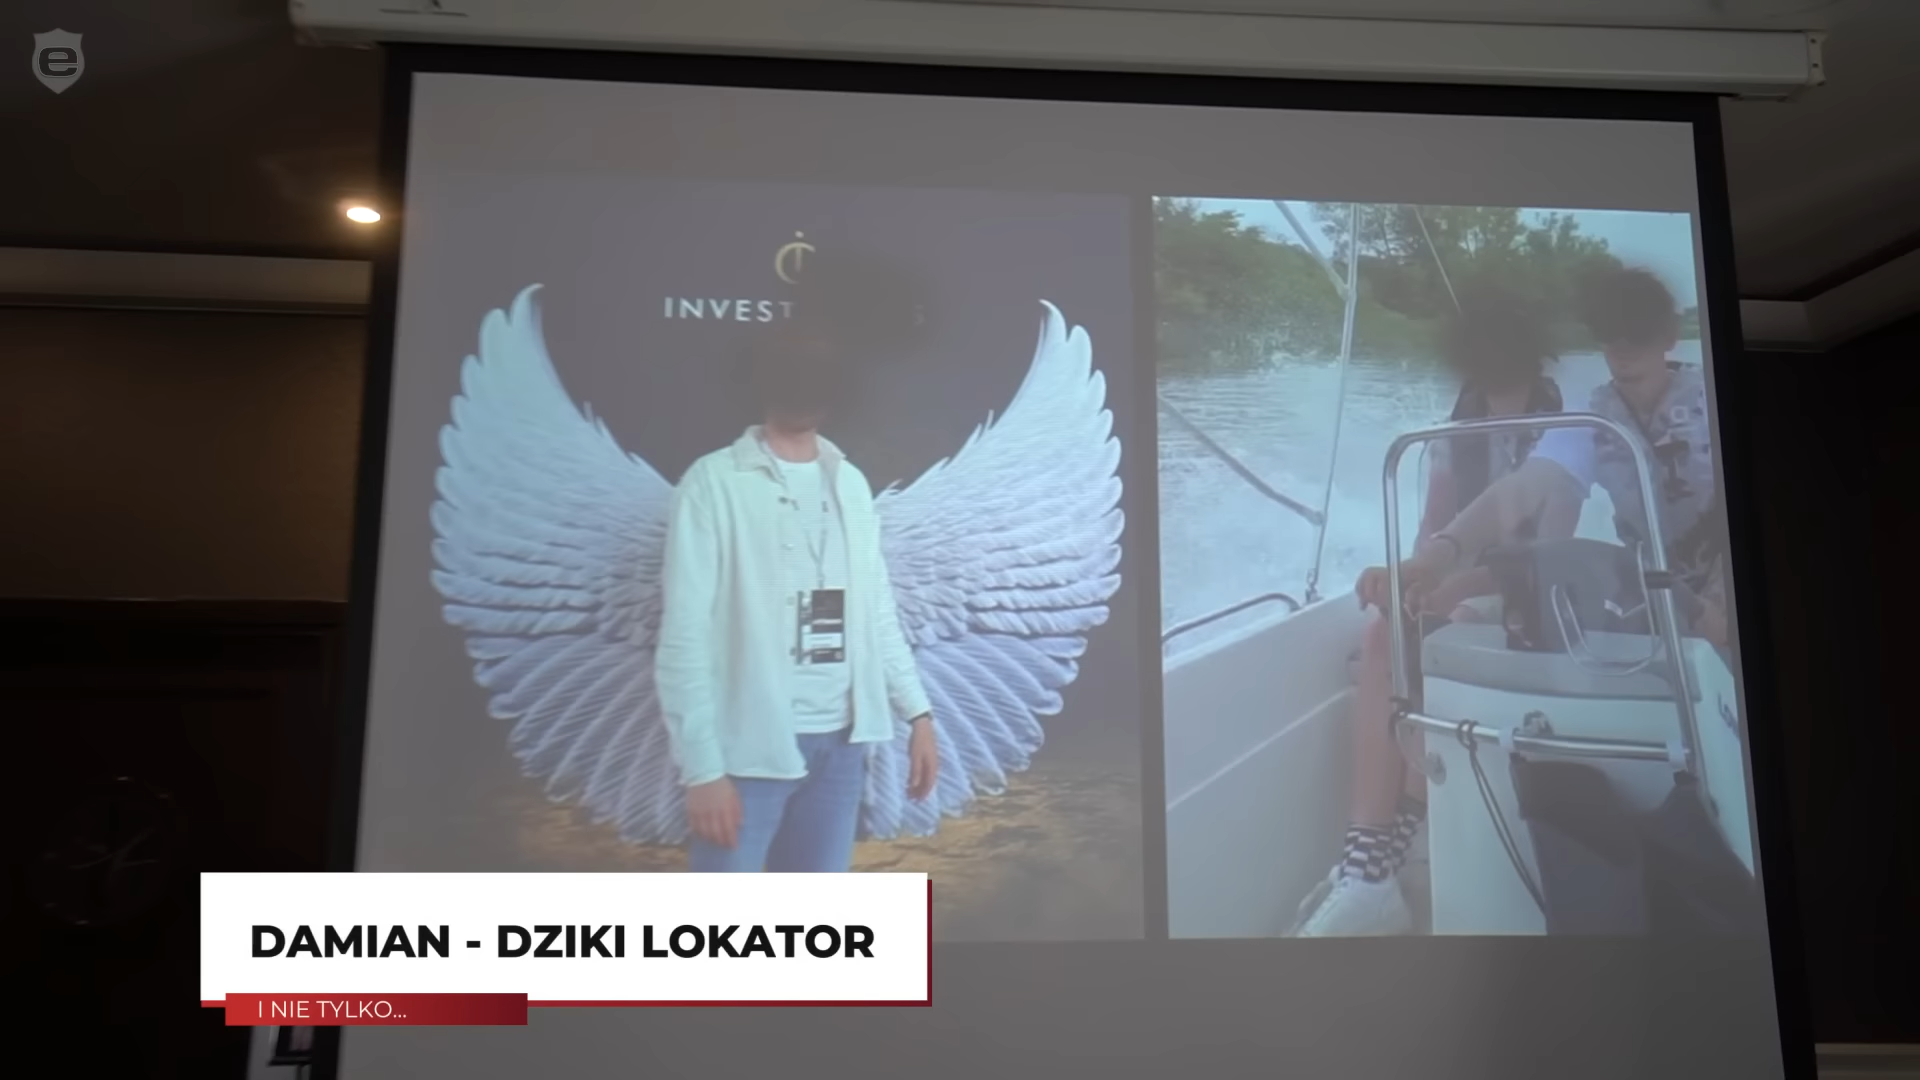 e
INVEST
DAMIAN - DZIKI LOKATOR
I NIE TYLKO...